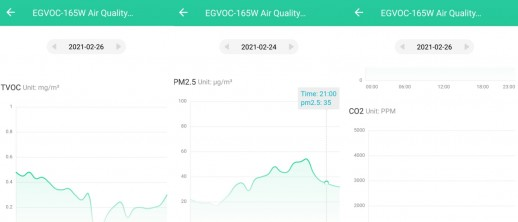 EGVOC-165W Air Quality...
2021-02-26
TVOC Unit: mg/m³
1
0.8
0.6
0.4
0.2
EGVOC-165W Air Quality...
2021-02-24
PM2.5 Unit: μg/m³
Time: 21:00
pm2.5: 35
100
80
60
40
20
EGVOC-165W Air Quality...
2021-02-26
0
00:00 06:00 12:00 18:00 23:00
CO2 Unit: PPM
5000
4000
3000
2000